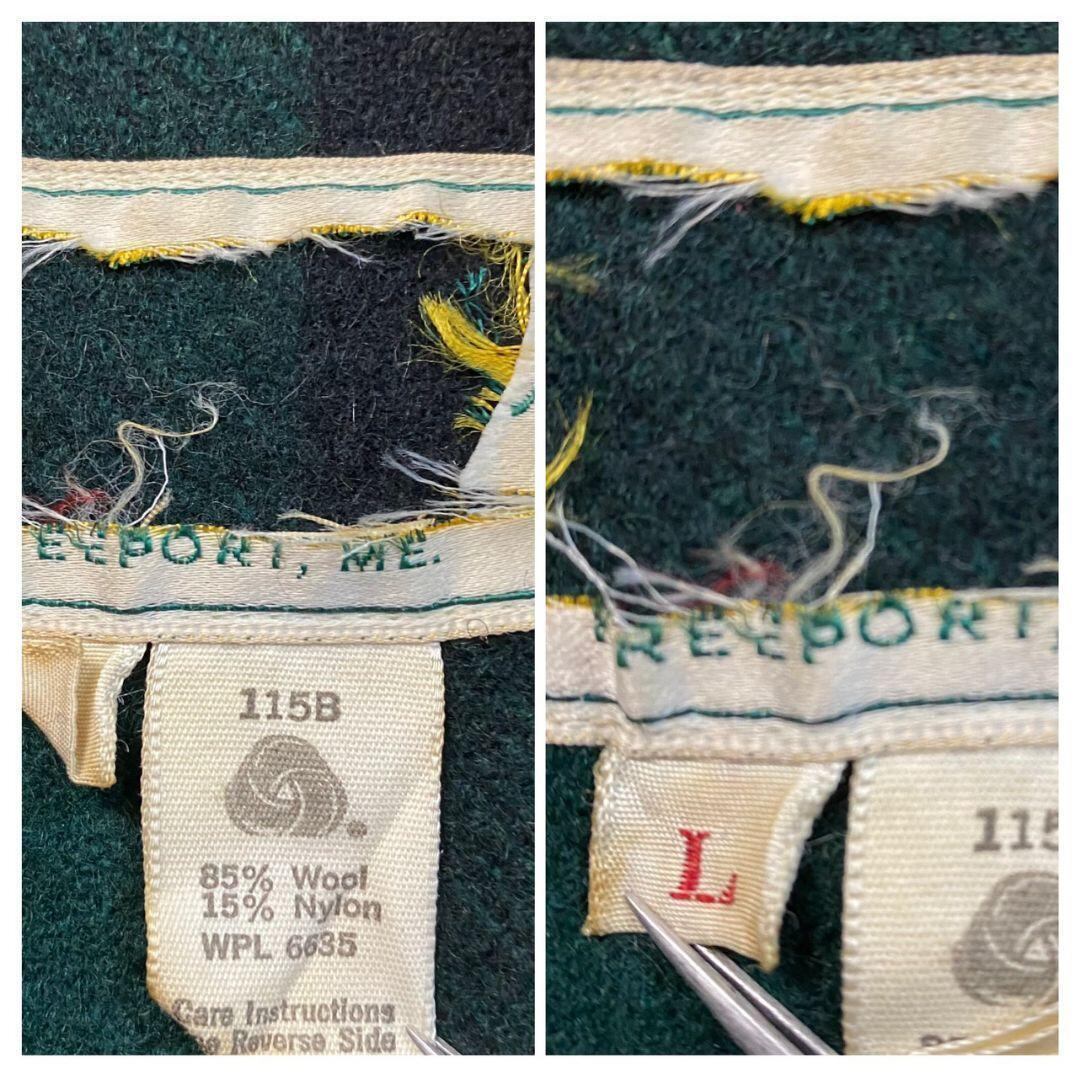 REEPORT, ME.
115B
85% Wool
15% Nylon
WPL 6635
Care Instructions
Reverse Side
REEPORT,
L
115